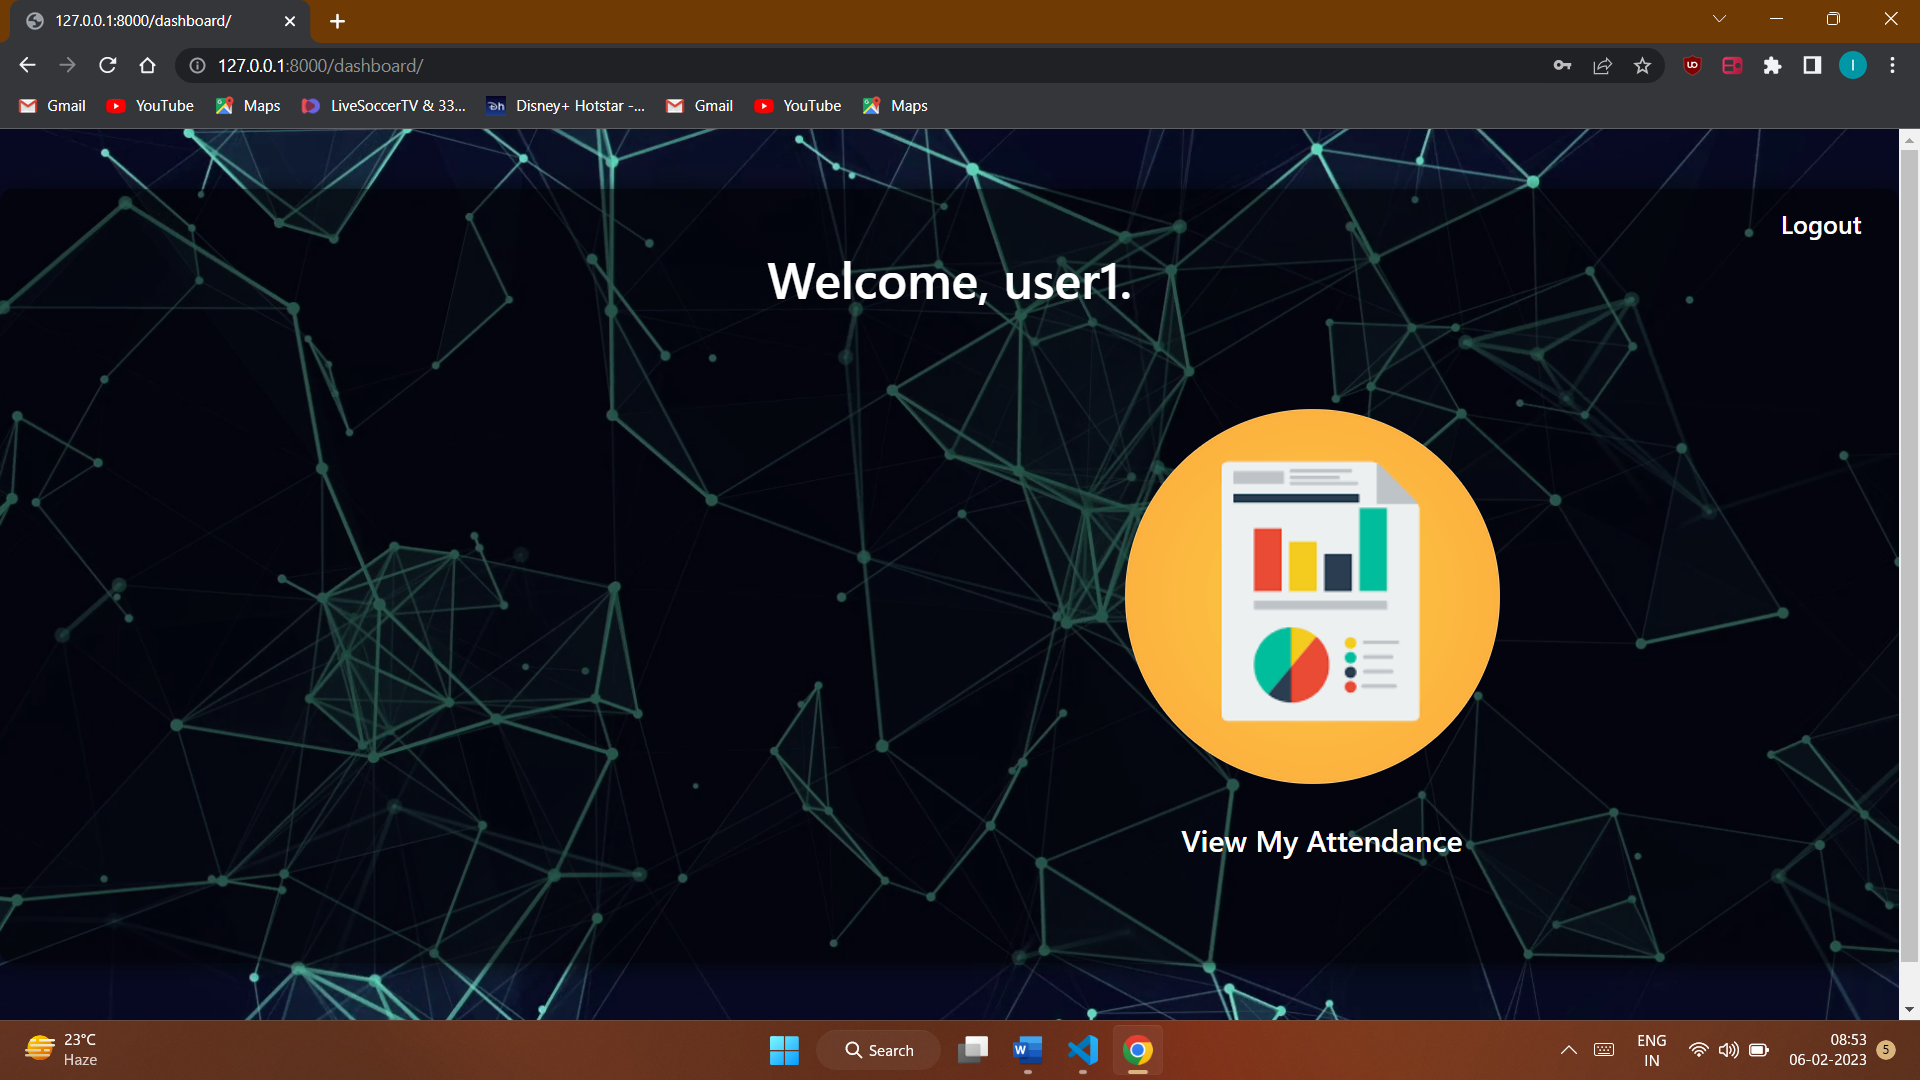 127.0.0.1:8000/dashboard/
127.0.0.1:8000/dashboard/
UD
I
Gmail YouTube Maps LiveSoccerTV & 33... Disney+ Hotstar -... Gmail YouTube Maps
Logout
Welcome, user1.
View My Attendance
23°C
Haze
Search
W
ENG
IN
08:53
06-02-2023
5